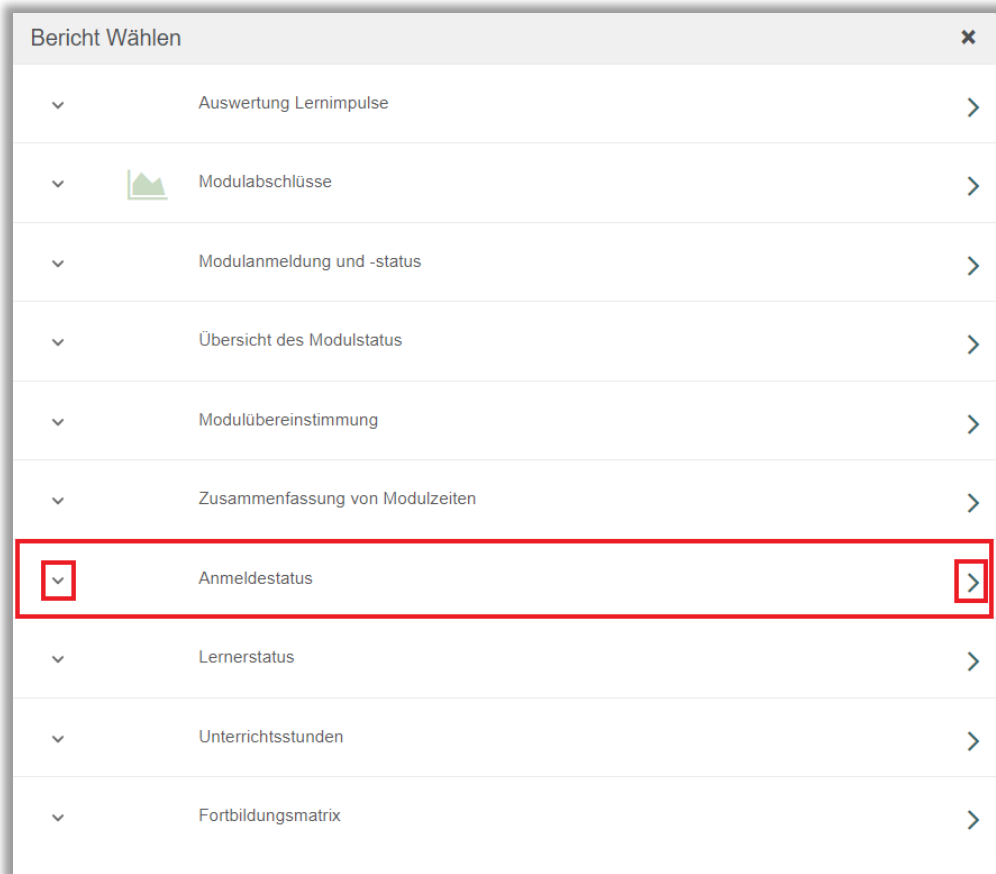 Bericht Wählen
Auswertung Lernimpulse
Modulabschlüsse
Modulanmeldung und -status
Übersicht des Modulstatus
Modulübereinstimmung
Zusammenfassung von Modulzeiten
Anmeldestatus
Lernerstatus
Unterrichtsstunden
Fortbildungsmatrix